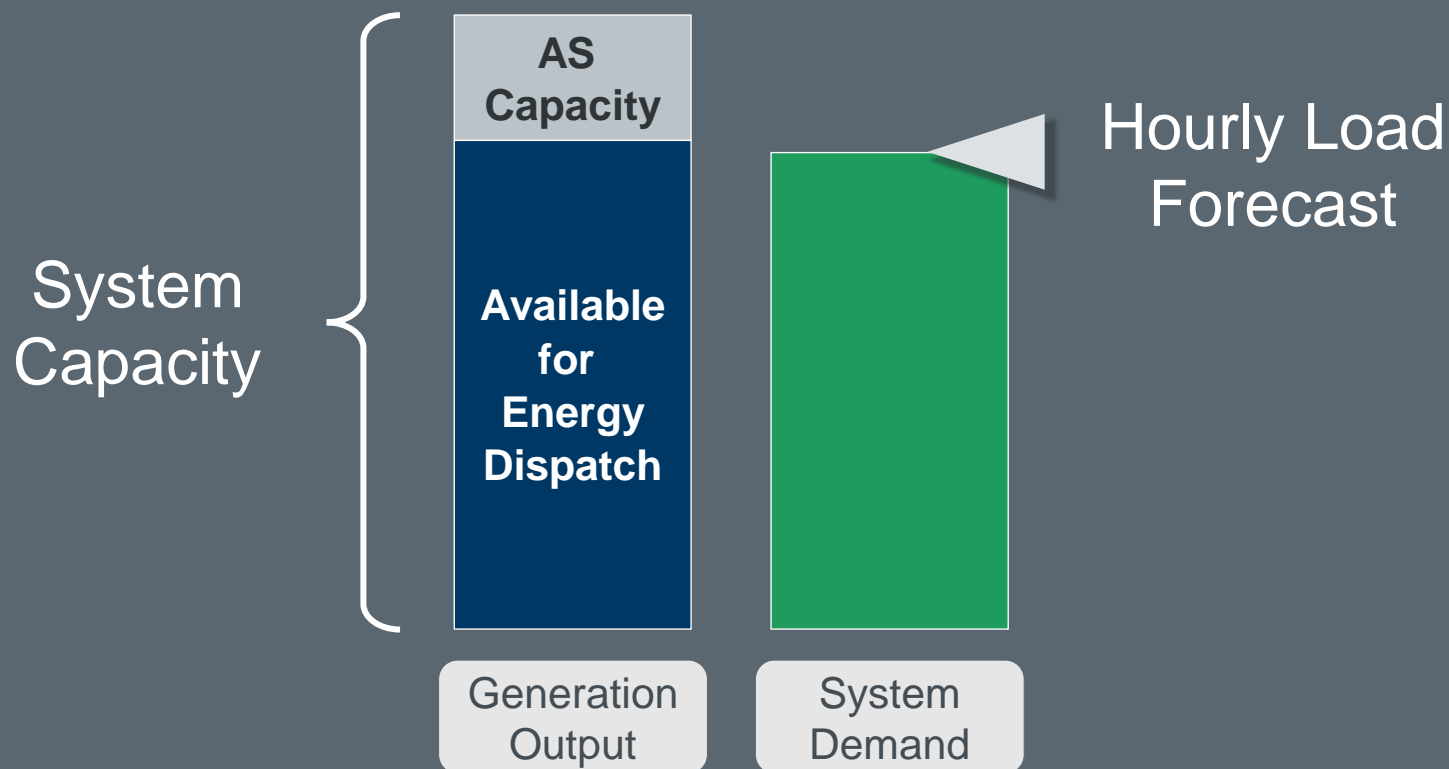 System
Capacity
AS
Capacity
Available
for
Energy
Dispatch
Hourly Load
Forecast
Generation
Output
System
Demand